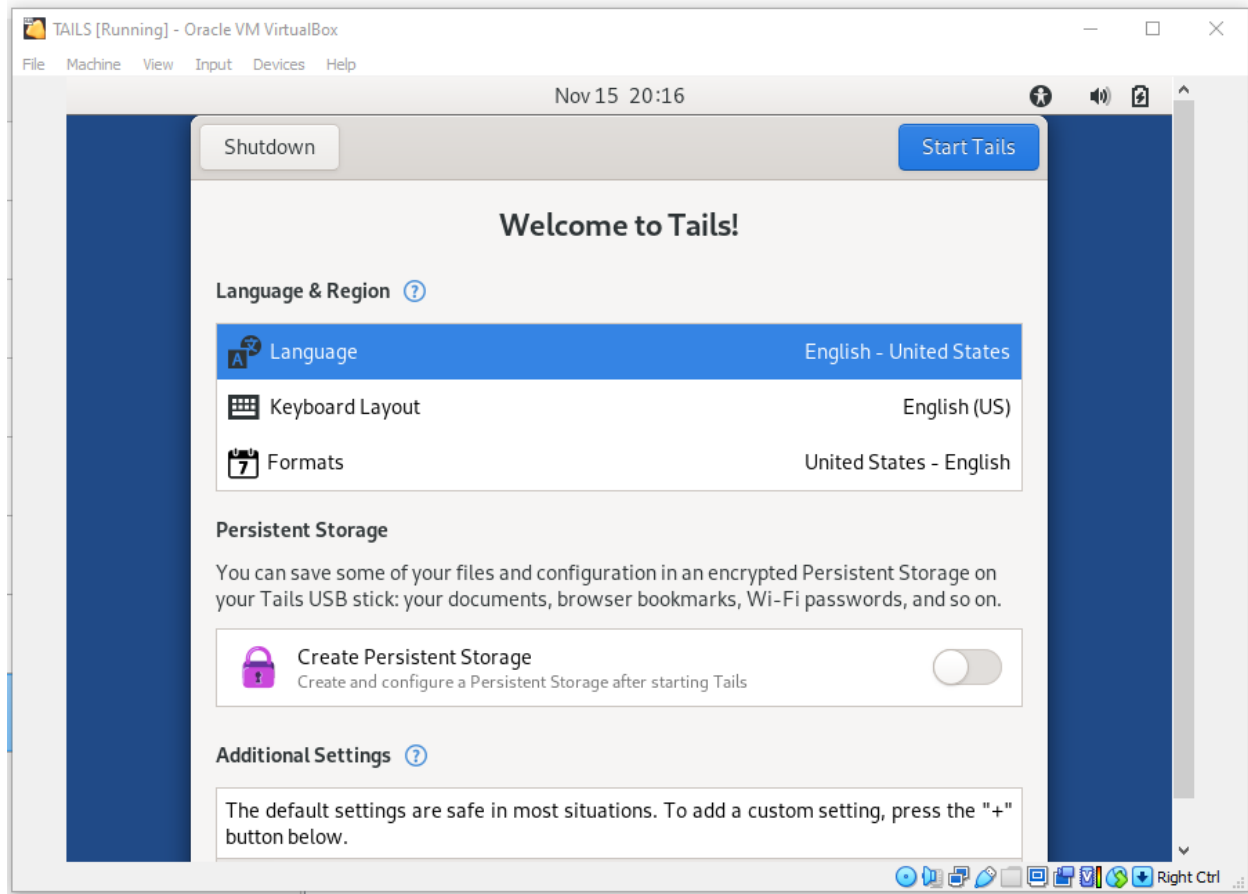 TAILS [Running] - Oracle VM VirtualBox
File Machine View Input Devices Help
Nov 15 20:16
Shutdown
Start Tails
Welcome to Tails!
Language & Region ?
Language English - United States
Keyboard Layout English (US)
7 Formats United States - English
Persistent Storage
You can save some of your files and configuration in an encrypted Persistent Storage on
your Tails USB stick: your documents, browser bookmarks, Wi-Fi passwords, and so on.
Create Persistent Storage
Create and configure a Persistent Storage after starting Tails
Additional Settings ?
The default settings are safe in most situations. To add a custom setting, press the "+"
button below.
Right Ctrl